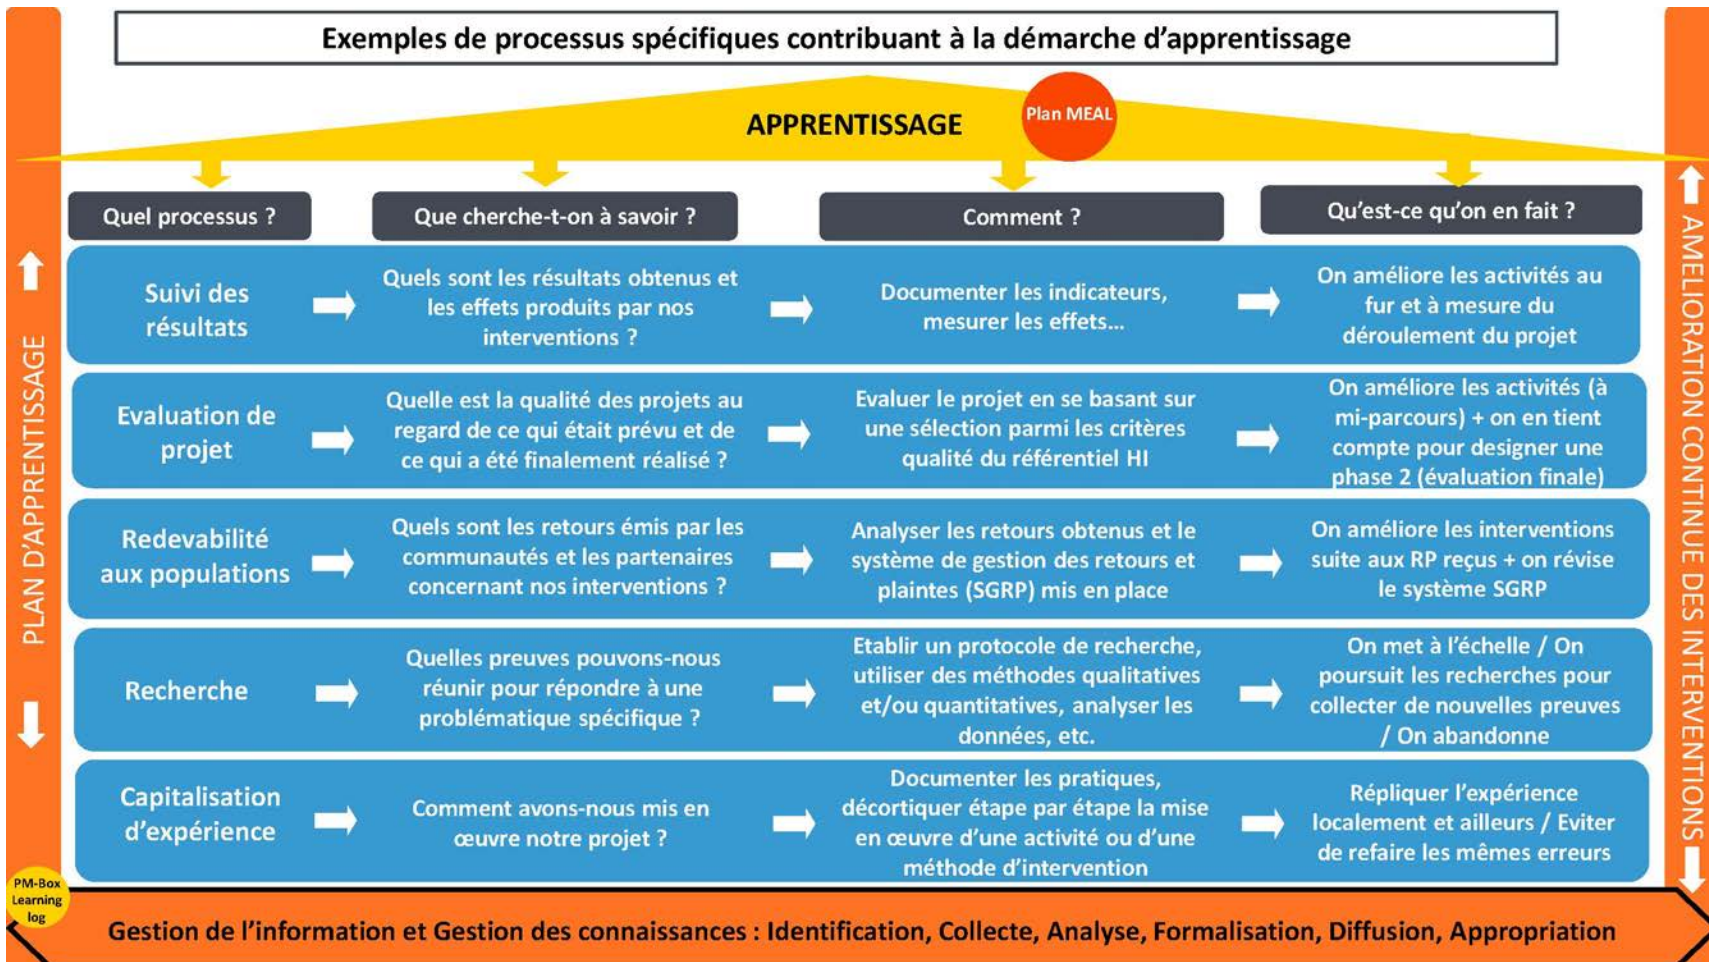 Exemples de processus spécifiques contribuant à la démarche d'apprentissage
APPRENTISSAGE
Plan MEAL
Quel processus ?
Que cherche-t-on à savoir ?
Comment ?
Qu'est-ce qu'on en fait ?
Suivi des
résultats
Quels sont les résultats obtenus et
les effets produits par nos
interventions ?
Documenter les indicateurs,
mesurer les effets...
On améliore les activités au
fur et à mesure du
déroulement du projet
Evaluation de
projet
Quelle est la qualité des projets au
regard de ce qui était prévu et de
ce qui a été finalement réalisé ?
Evaluer le projet en se basant sur
une sélection parmi les critères
qualité du référentiel HI
On améliore les activités (à
mi-parcours) + on en tient
compte pour designer une
phase 2 (évaluation finale)
Redevabilité
aux populations
Quels sont les retours émis par les
communautés et les partenaires
concernant nos interventions ?
Analyser les retours obtenus et le
système de gestion des retours et
plaintes (SGRP) mis en place
On améliore les interventions
suite aux RP reçus + on révise
le système SGRP
Recherche
Quelles preuves pouvons-nous
réunir pour répondre à une
problématique spécifique ?
Etablir un protocole de recherche,
utiliser des méthodes qualitatives
et/ou quantitatives, analyser les
données, etc.
On met à l'échelle / On
poursuit les recherches pour
collecter de nouvelles preuves
/ On abandonne
Capitalisation
d'expérience
Comment avons-nous mis en
œuvre notre projet ?
Documenter les pratiques,
décortiquer étape par étape la mise
en œuvre d'une activité ou d'une
méthode d'intervention
Répliquer l'expérience
localement et ailleurs / Eviter
de refaire les mêmes erreurs
PLAN D'APPRENTISSAGE
AMELIORATION CONTINUE DES INTERVENTIONS
PM-Box
Learning
log
Gestion de l'information et Gestion des connaissances : Identification, Collecte, Analyse, Formalisation, Diffusion, Appropriation